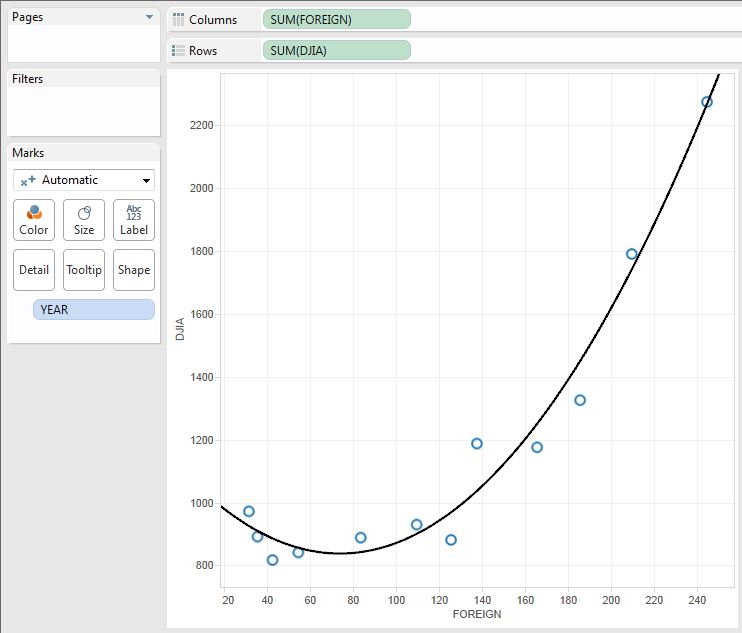 Pages
Columns SUM(FOREIGN)
Rows SUM(DJIA)
Filters
Marks
Automatic
Abc
123
Color Size Label
Detail Tooltip Shape
YEAR
DJIA
2200
2000
1800
1600
1400
1200
1000
800
20 40 60 80 100 120 140 160 180 200 220 240
FOREIGN